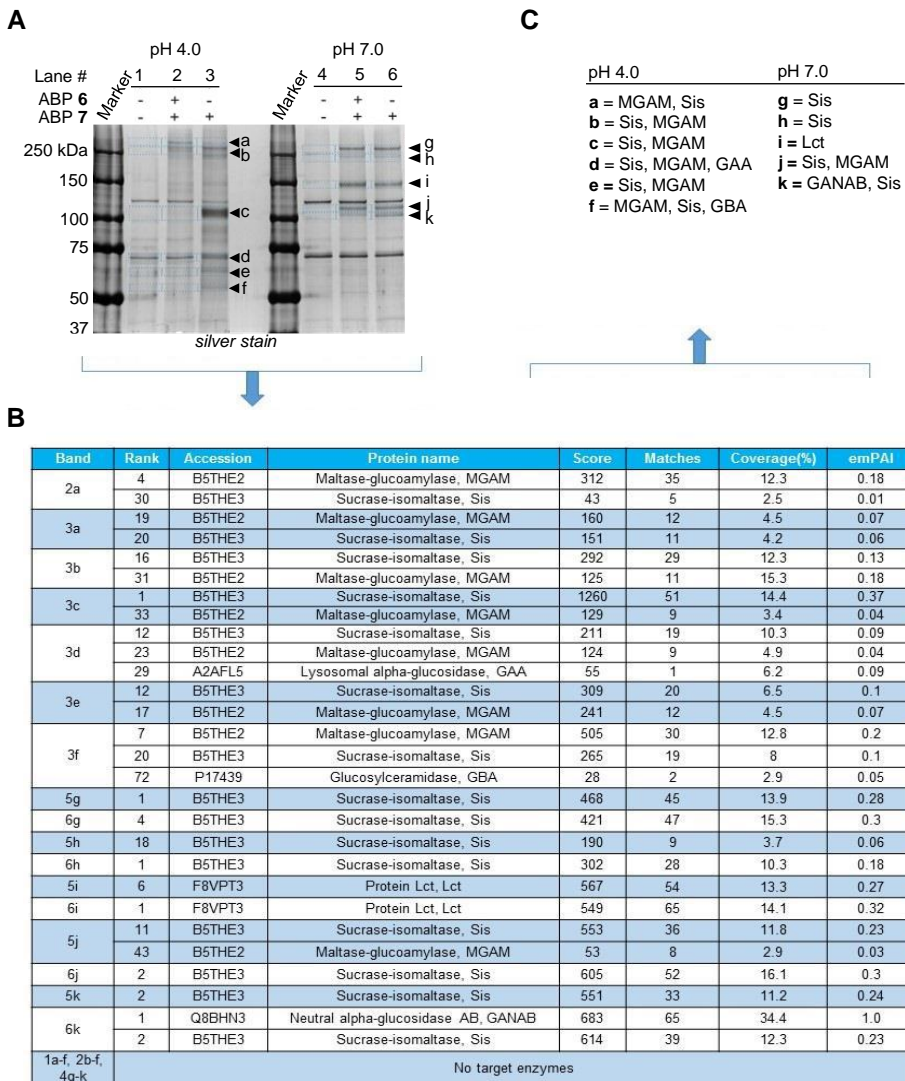 A
C
pH 4.0 pH 7.0
Lane # Marker 1 2 3 Marker 4 5 6
ABP 6 - + - - + -
ABP 7 - + + - + +
250 kDa
150
100
75
50
37
a
b
c
d
e
f
g
h
i
j
k
silver stain
pH 4.0 pH 7.0
a = MGAM, Sis g = Sis
b = Sis, MGAM h = Sis
c = Sis, MGAM i = Lct
d = Sis, MGAM, GAA j = Sis, MGAM
e = Sis, MGAM k = GANAB, Sis
f = MGAM, Sis, GBA
B
Band Rank Accession Protein name Score Matches Coverage(%) emPAI
2a 4 B5THE2 Maltase-glucoamylase, MGAM 312 35 12.3 0.18
30 B5THE3 Sucrase-isomaltase, Sis 43 5 2.5 0.01
3a 19 B5THE2 Maltase-glucoamylase, MGAM 160 12 4.5 0.07
20 B5THE3 Sucrase-isomaltase, Sis 151 11 4.2 0.06
3b 16 B5THE3 Sucrase-isomaltase, Sis 292 29 12.3 0.13
31 B5THE2 Maltase-glucoamylase, MGAM 125 11 15.3 0.18
3c 1 B5THE3 Sucrase-isomaltase, Sis 1260 51 14.4 0.37
33 B5THE2 Maltase-glucoamylase, MGAM 129 9 3.4 0.04
3d 12 B5THE3 Sucrase-isomaltase, Sis 211 19 10.3 0.09
23 B5THE2 Maltase-glucoamylase, MGAM 124 9 4.9 0.04
29 A2AFL5 Lysosomal alpha-glucosidase, GAA 55 1 6.2 0.09
3e 12 B5THE3 Sucrase-isomaltase, Sis 309 20 6.5 0.1
17 B5THE2 Maltase-glucoamylase, MGAM 241 12 4.5 0.07
3f 7 B5THE2 Maltase-glucoamylase, MGAM 505 30 12.8 0.2
20 B5THE3 Sucrase-isomaltase, Sis 265 19 8 0.1
72 P17439 Glucosylceramidase, GBA 28 2 2.9 0.05
5g 1 B5THE3 Sucrase-isomaltase, Sis 468 45 13.9 0.28
6g 4 B5THE3 Sucrase-isomaltase, Sis 421 47 15.3 0.3
5h 18 B5THE3 Sucrase-isomaltase, Sis 190 9 3.7 0.06
6h 1 B5THE3 Sucrase-isomaltase, Sis 302 28 10.3 0.18
5i 6 F8VPT3 Protein Lct, Lct 567 54 13.3 0.27
6i 1 F8VPT3 Protein Lct, Lct 549 65 14.1 0.32
5j 11 B5THE3 Sucrase-isomaltase, Sis 553 36 11.8 0.23
43 B5THE2 Maltase-glucoamylase, MGAM 53 8 2.9 0.03
6j 2 B5THE3 Sucrase-isomaltase, Sis 605 52 16.1 0.3
5k 2 B5THE3 Sucrase-isomaltase, Sis 551 33 11.2 0.24
6k 1 Q8BHN3 Neutral alpha-glucosidase AB, GANAB 683 65 34.4 1.0
2 B5THE3 Sucrase-isomaltase, Sis 614 39 12.3 0.23
1a-f, 2b-f,
4g-k No target enzymes